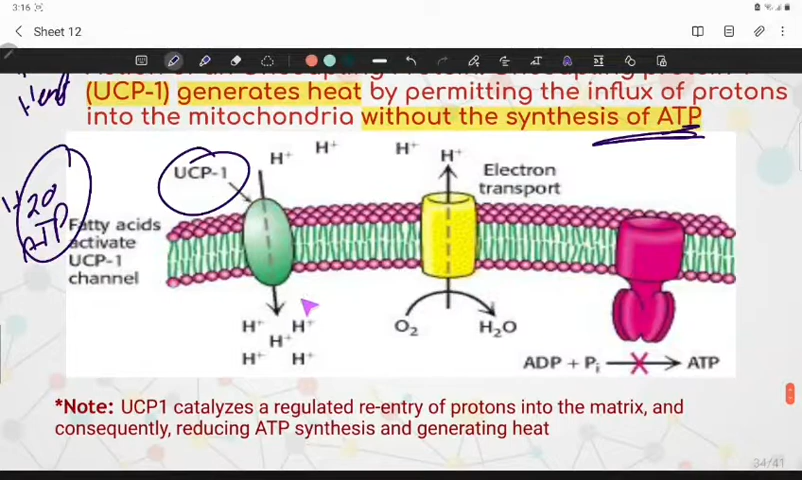 3:16
Sheet 12
(UCP-1) generates heat by permitting the influx of protons
into the mitochondria without the synthesis of ATP
UCP-1
H+
H+
H+
H+
Electron
transport
20
ATP
Fatty acids
activate
UCP-1
channel
H+ H+
H+
H+ H+
O2
H2O
ADP + Pi
ATP
*Note: UCP1 catalyzes a regulated re-entry of protons into the matrix, and
consequently, reducing ATP synthesis and generating heat
34/41